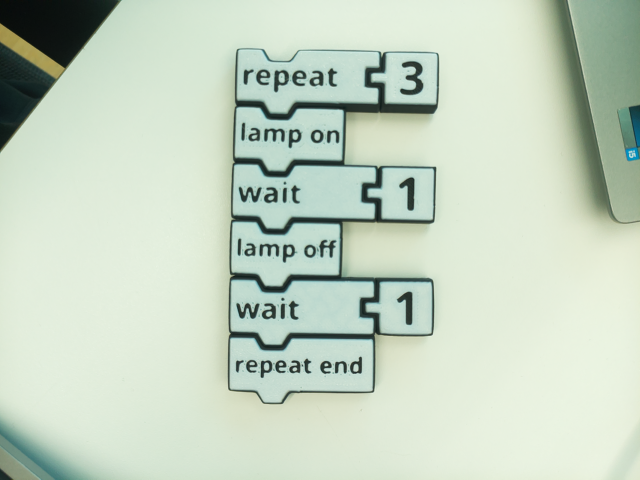 repeat 3
lamp on
wait 1
lamp off
wait 1
repeat end